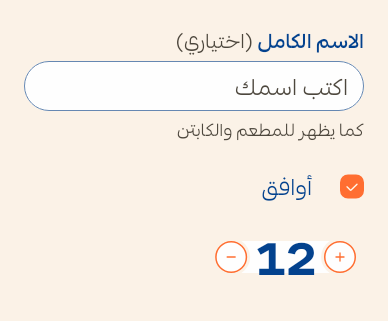 الاسم الكامل (اختياري)
اكتب اسمك
كما يظهر للمطعم والكابتن
أوافق
+ 12 −